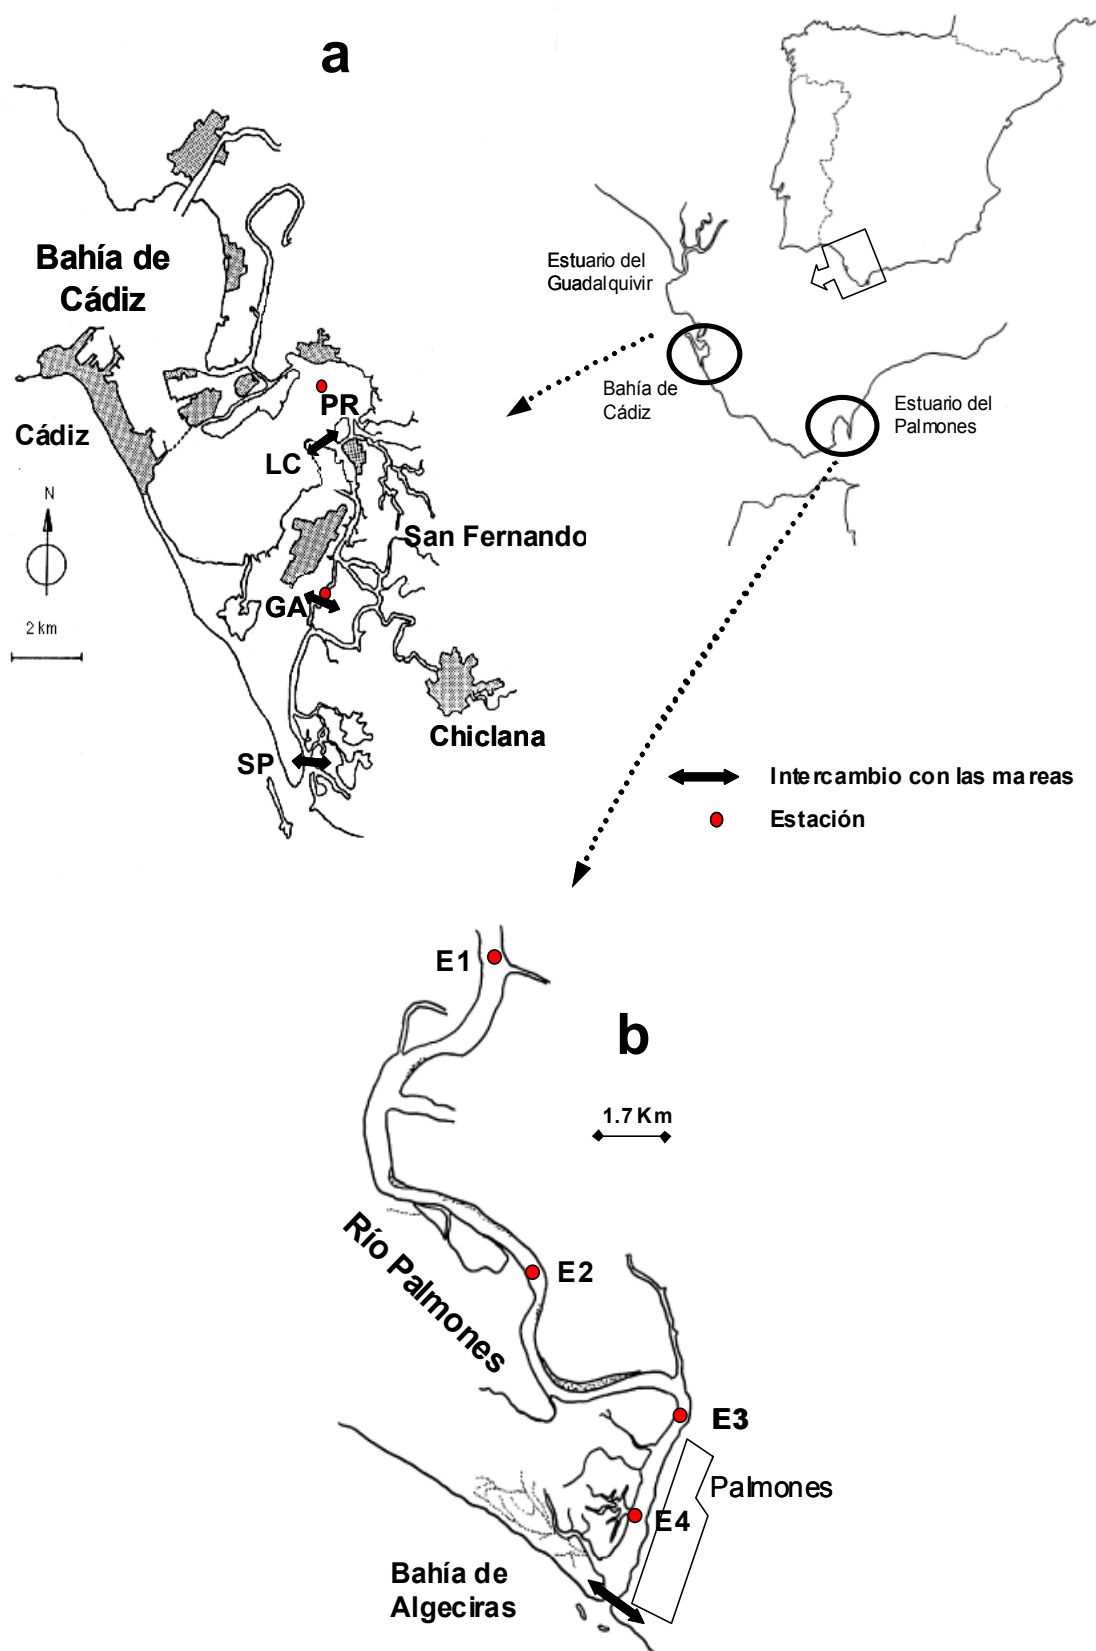 a
Bahía de
Cádiz
Cádiz
N
2 km
PR
LC
San Fernando
GA
Chiclana
SP
Estuario del
Guadalquivir
Bahía de
Cádiz
Estuario del
Palmones
Intercambio con las mareas
Estación
b
E1
1.7 Km
Río Palmones
E2
E3
Palmones
E4
Bahía de
Algeciras